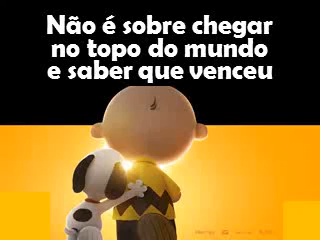 Não é sobre chegar
no topo do mundo
e saber que venceu